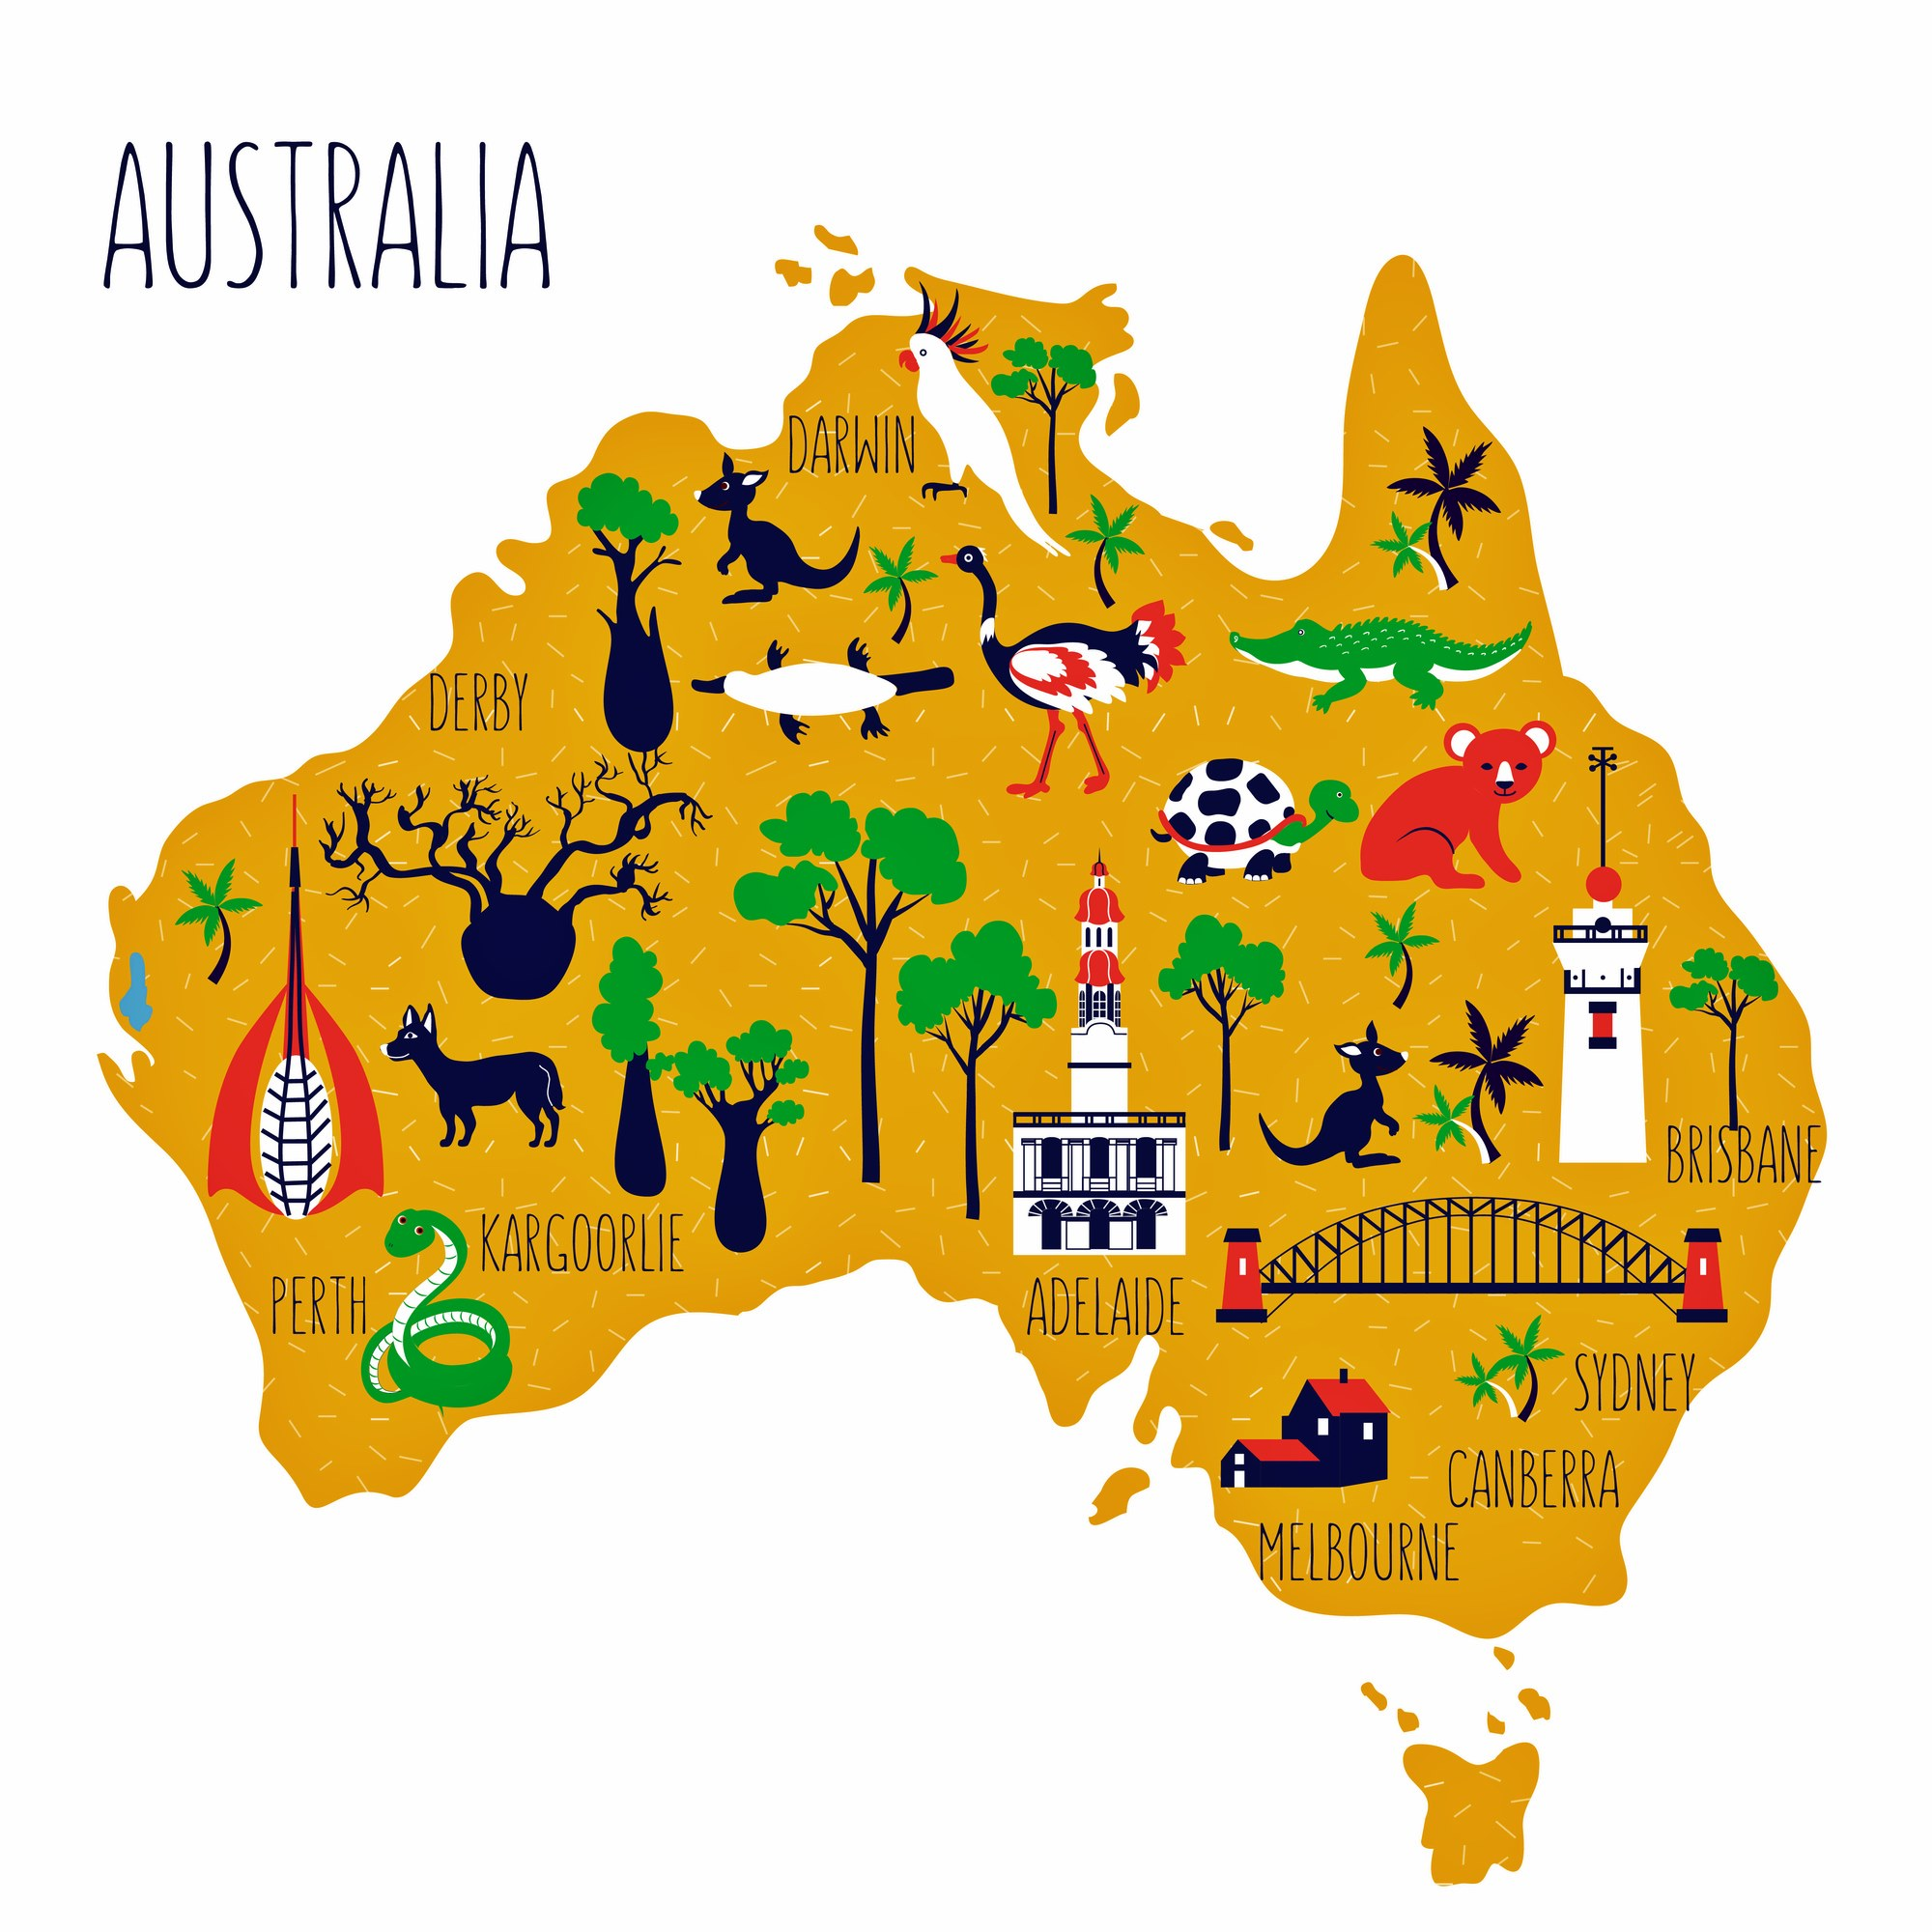 AUSTRALIA
DARWIN
DERBY
BRISBANE
KARGOORLIE
PERTH
ADELAIDE
SYDNEY
CANBERRA
MELBOURNE